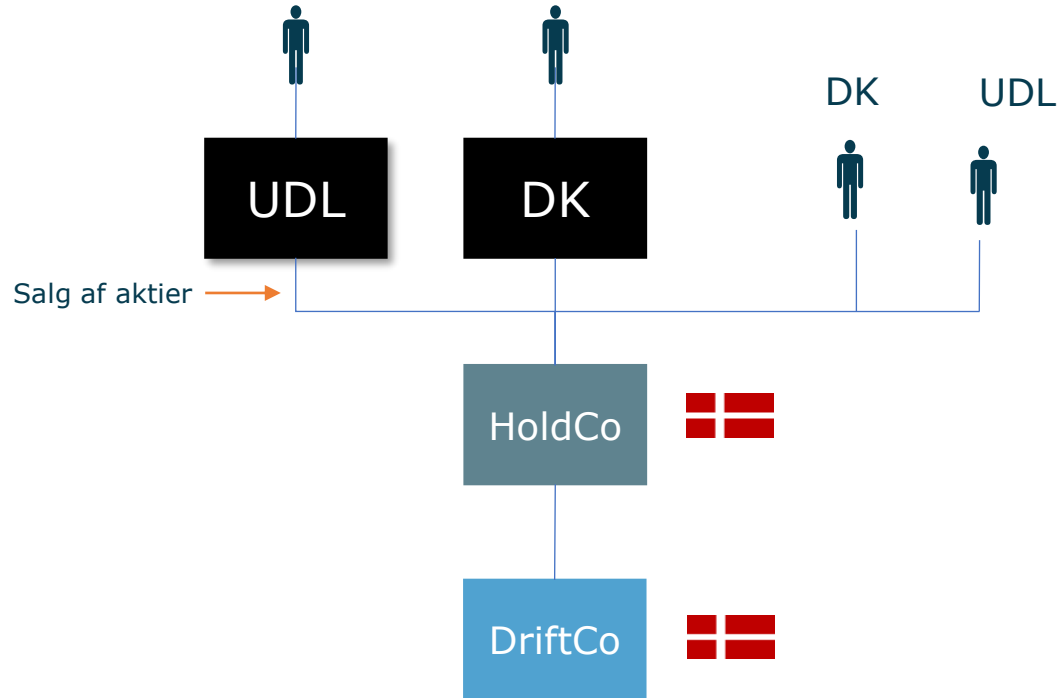 DK
UDL
UDL
DK
Salg af aktier
HoldCo
DriftCo